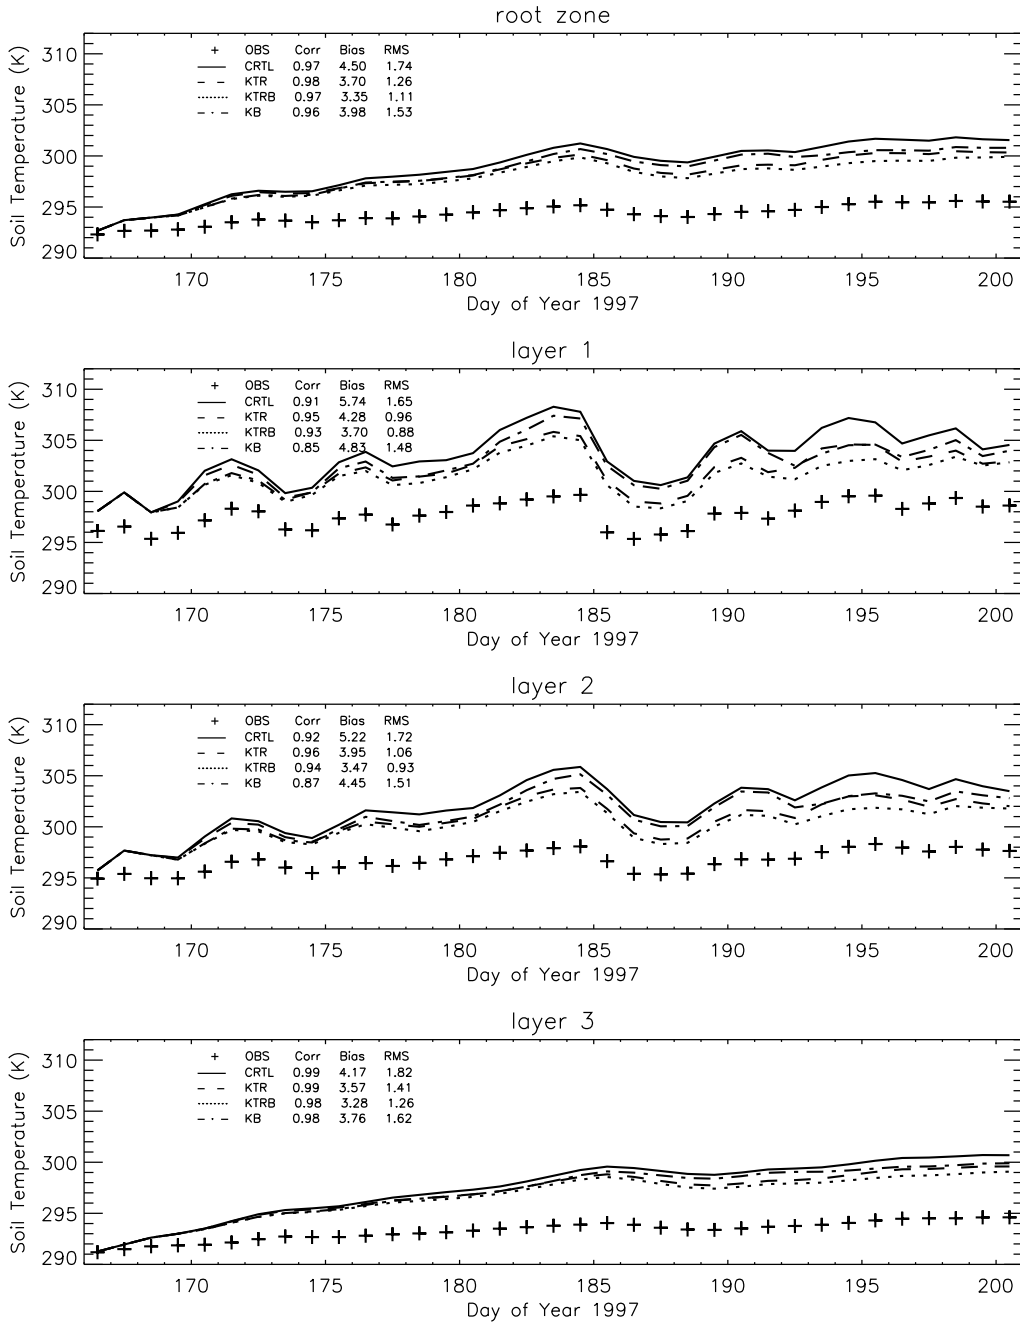 root zone
Soil Temperature (K)
310
305
300
295
290
+ OBS Corr Bias RMS
CRTL 0.97 4.50 1.74
KTR 0.98 3.70 1.26
KTRB 0.97 3.35 1.11
KB 0.96 3.98 1.53
170 175 180 185 190 195 200
Day of Year 1997
layer 1
Soil Temperature (K)
310
305
300
295
290
+ OBS Corr Bias RMS
CRTL 0.91 5.74 1.65
KTR 0.95 4.28 0.96
KTRB 0.93 3.70 0.88
KB 0.85 4.83 1.48
170 175 180 185 190 195 200
Day of Year 1997
layer 2
Soil Temperature (K)
310
305
300
295
290
+ OBS Corr Bias RMS
CRTL 0.92 5.22 1.72
KTR 0.96 3.95 1.06
KTRB 0.94 3.47 0.93
KB 0.87 4.45 1.51
170 175 180 185 190 195 200
Day of Year 1997
layer 3
Soil Temperature (K)
310
305
300
295
290
+ OBS Corr Bias RMS
CRTL 0.99 4.17 1.82
KTR 0.99 3.57 1.41
KTRB 0.98 3.28 1.26
KB 0.98 3.76 1.62
170 175 180 185 190 195 200
Day of Year 1997